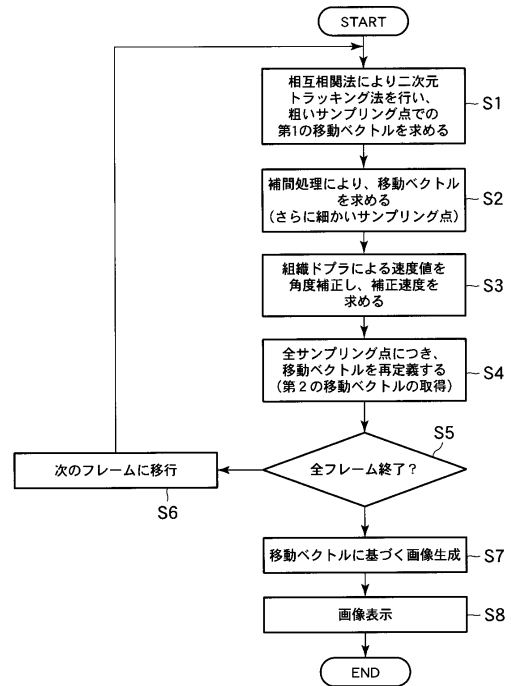 START
相互相関法により二次元
トラッキング法を行い、
粗いサンプリング点での
第1の移動ベクトルを求める
S1
補間処理により、移動ベクトル
を求める
(さらに細かいサンプリング点)
S2
組織ドプラによる速度値を
角度補正し、補正速度を
求める
S3
全サンプリング点につき、
移動ベクトルを再定義する
(第2の移動ベクトルの取得)
S4
全フレーム終了?
S5
次のフレームに移行
S6
移動ベクトルに基づく画像生成
S7
画像表示
S8
END